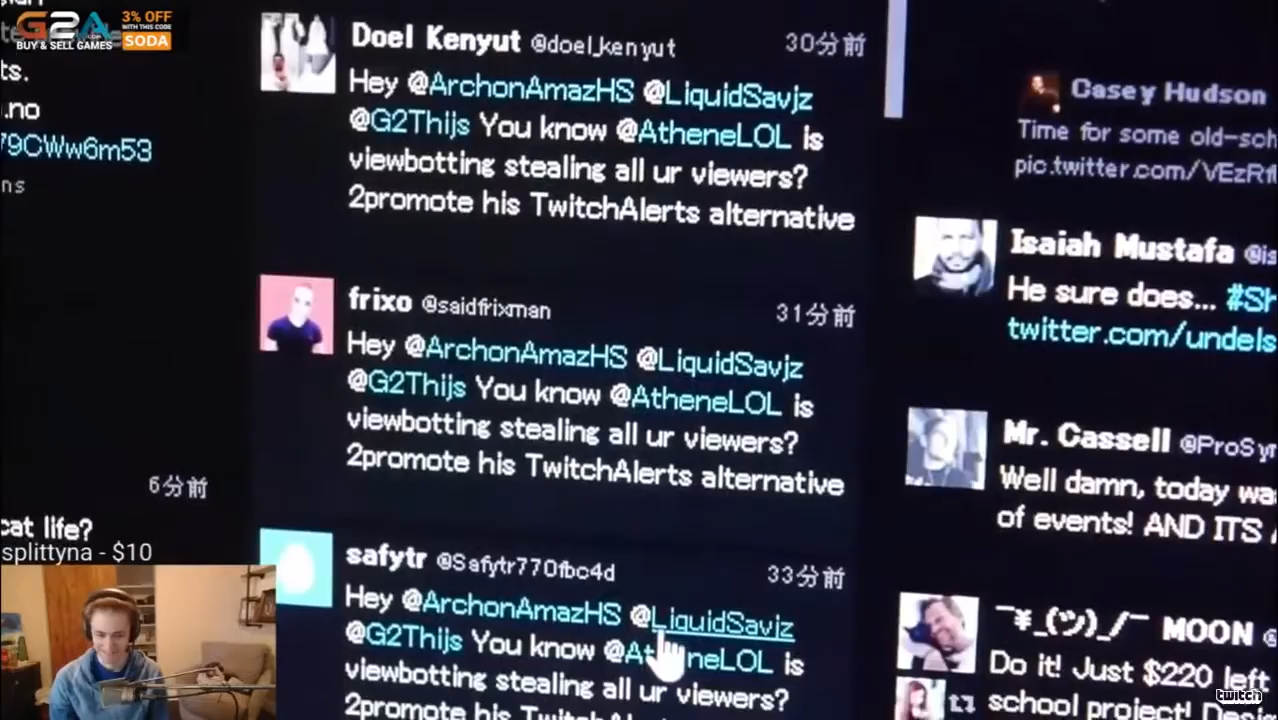 G2A
.COM
BUY & SELL GAMES
3% OFF
WITH THIS CODE
SODA
ts.
.no
79CWw6m53
ns
6分前
cat life?
splittyna - $10
Doel Kenyut @doel_kenyut 30分前
Hey @ArchonAmazHS @LiquidSavjz
@G2Thijs You know @AtheneLOL is
viewbotting stealing all ur viewers?
2promote his TwitchAlerts alternative
frixo @saidfrixman 31分前
Hey @ArchonAmazHS @LiquidSavjz
@G2Thijs You know @AtheneLOL is
viewbotting stealing all ur viewers?
2promote his TwitchAlerts alternative
safytr @Safytr770fbc4d 33分前
Hey @ArchonAmazHS @LiquidSavjz
@G2Thijs You know @AtheneLOL is
viewbotting stealing all ur viewers?
2promote his TwitchAlerts alternative
Casey Hudson
Time for some old-sch
pic.twitter.com/VEzRf
Isaiah Mustafa @is
He sure does... #Sh
twitter.com/undels
Mr. Cassell @ProSyn
Well damn, today wa
of events! AND ITS
¯¥_(ツ)_/¯ MOON @
Do it! Just $220 left
school project!
twitch